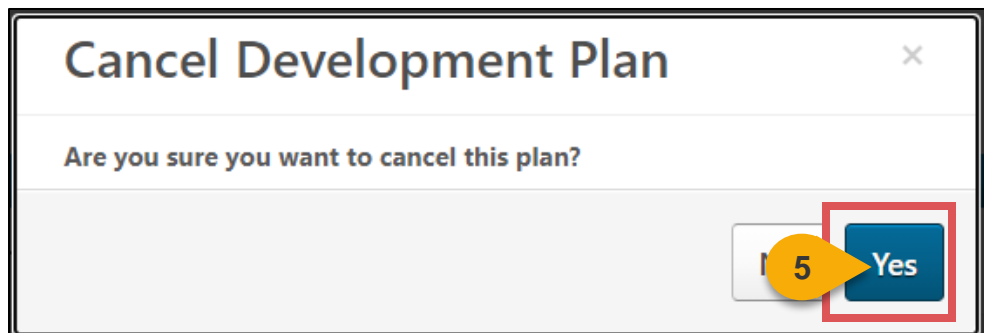 Cancel Development Plan ×
Are you sure you want to cancel this plan?
5 Yes